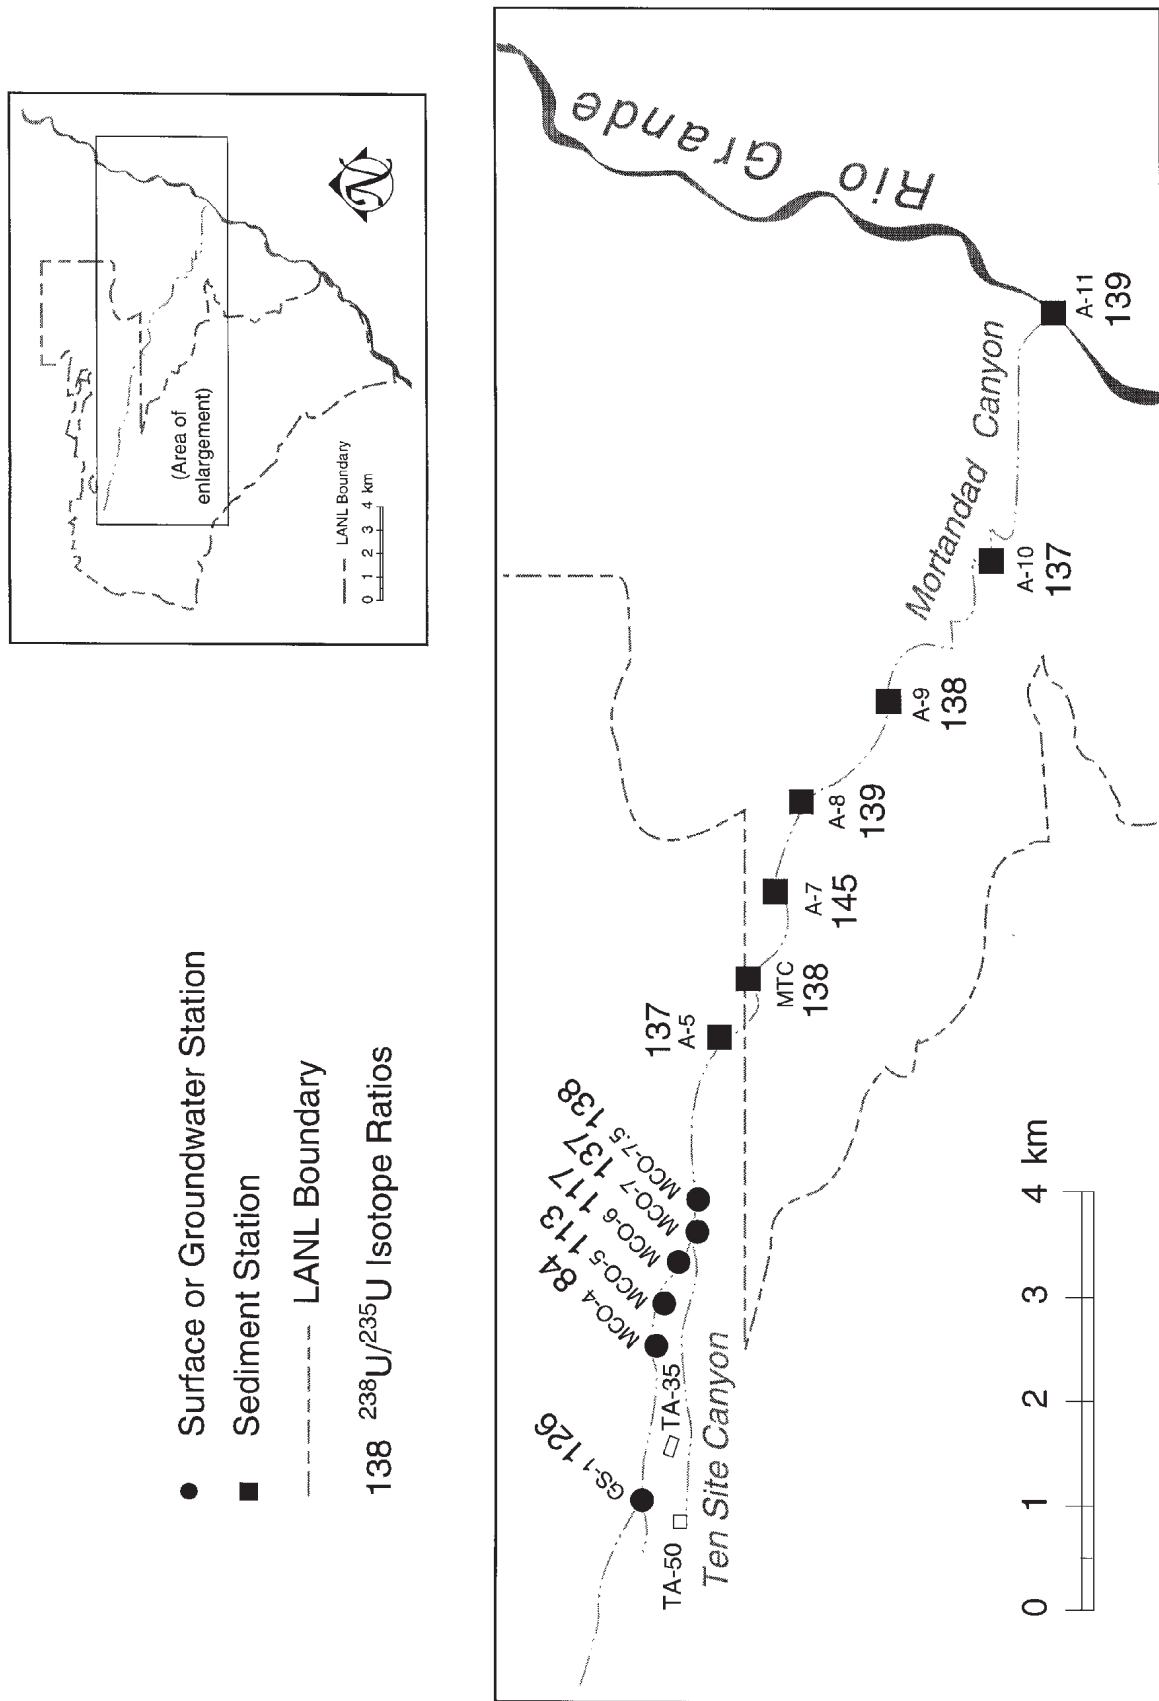 (Area of
enlargement)
LANL Boundary
0 1 2 3 4 km
N
Surface or Groundwater Station
Sediment Station
LANL Boundary
138 ²³⁸U/²³⁵U Isotope Ratios
GS-1 126
MCO-4 84
MCO-5 113
MCO-6 117
MCO-7 137
MCO-7.5 138
TA-50
TA-35
Ten Site Canyon
137
A-5
MTC
138
A-7
145
A-8
139
A-9
138
Mortandad Canyon
A-10
137
A-11
139
Rio Grande
0 1 2 3 4 km